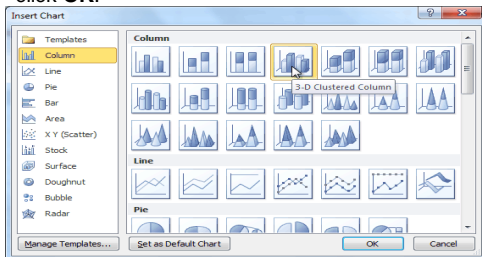 click OK.
Insert Chart
Templates
Column
Line
Pie
Bar
Area
X Y (Scatter)
Stock
Surface
Doughnut
Bubble
Radar
Manage Templates...
Column
3-D Clustered Column
Line
Pie
Set as Default Chart
OK
Cancel